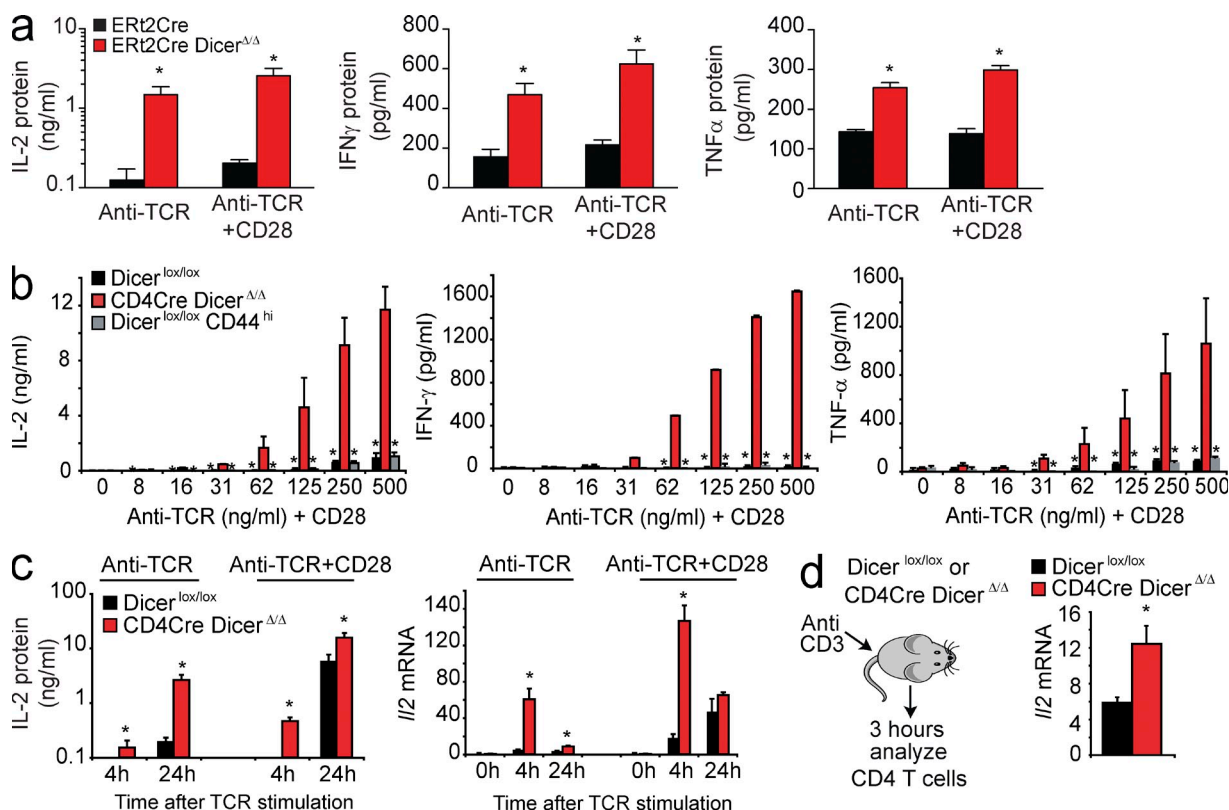 a
ERt2Cre
ERt2Cre Dicer Δ/Δ
IL-2 protein
(ng/ml)
10
1
0.1
*
*
Anti-TCR
Anti-TCR
+CD28
IFNγ protein
(pg/ml)
800
600
400
200
0
*
*
Anti-TCR
Anti-TCR
+CD28
TNFα protein
(pg/ml)
400
300
200
100
0
*
*
Anti-TCR
Anti-TCR
+CD28
b
Dicer lox/lox
CD4Cre Dicer Δ/Δ
Dicer lox/lox CD44 hi
IL-2 (ng/ml)
12
8
4
0
* * * * * * * * * * * * * *
0 8 16 31 62 125 250 500
Anti-TCR (ng/ml) + CD28
IFN-γ (pg/ml)
1600
1200
800
400
0
* * * * * * * *
0 8 16 31 62 125 250 500
Anti-TCR (ng/ml) + CD28
TNF-α (pg/ml)
1600
1200
800
400
0
* * * * * * * * * *
0 8 16 31 62 125 250 500
Anti-TCR (ng/ml) + CD28
c
Anti-TCR
Anti-TCR+CD28
Dicer lox/lox
CD4Cre Dicer Δ/Δ
IL-2 protein
(ng/ml)
100
10
1
0.1
*
*
*
*
4h 24h 4h 24h
Time after TCR stimulation
Anti-TCR
Anti-TCR+CD28
Il2 mRNA
140
120
80
40
0
*
*
*
0h 4h 24h 0h 4h 24h
Time after TCR stimulation
d
Dicer lox/lox or
CD4Cre Dicer Δ/Δ
Anti
CD3
3 hours
analyze
CD4 T cells
Dicer lox/lox
CD4Cre Dicer Δ/Δ
Il2 mRNA
16
12
8
4
0
*